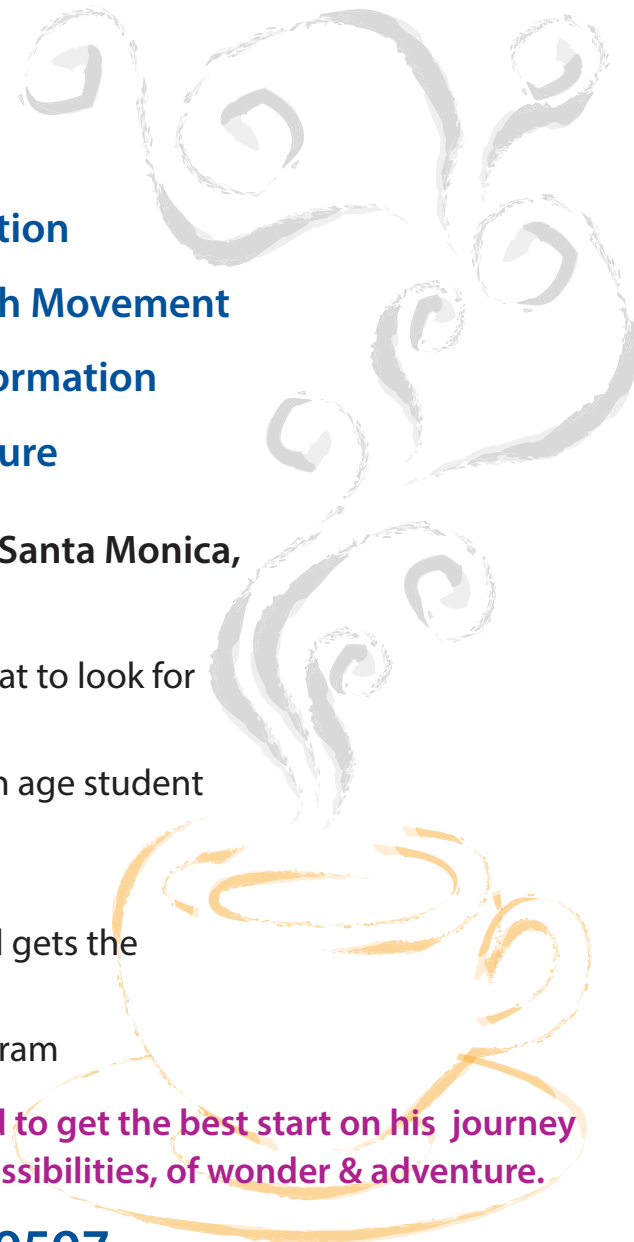 tion
h Movement
ormation
ure
Santa Monica,
at to look for
n age student
l gets the
ram
l to get the best start on his journey
ssibilities, of wonder & adventure.